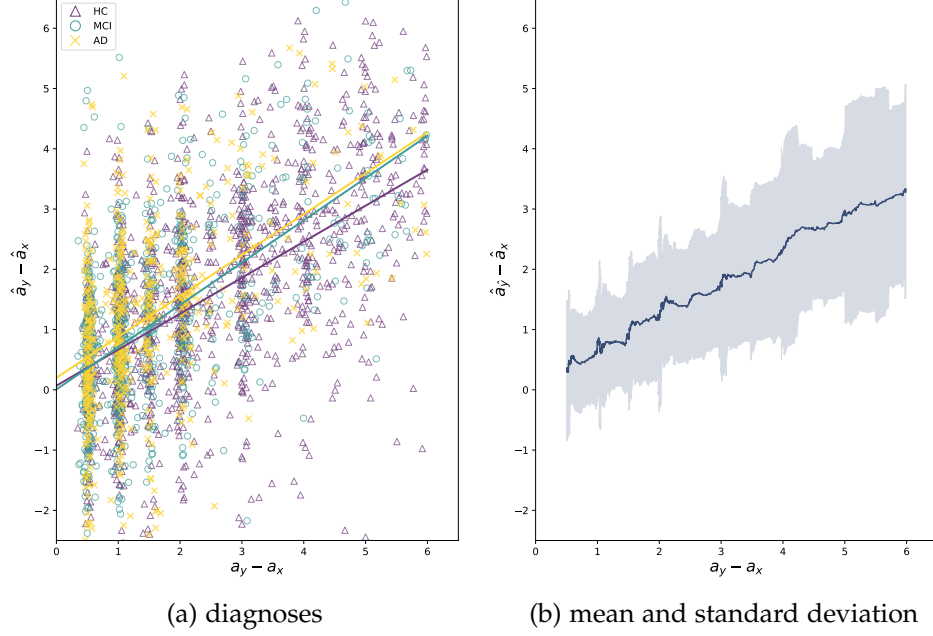 HC
MCI
AD
6
5
4
3
2
1
0
−1
−2
â_y − â_x
0 1 2 3 4 5 6
a_y − a_x
(a) diagnoses
6
5
4
3
2
1
0
−1
−2
â_ŷ − â_x
0 1 2 3 4 5 6
a_y − a_x
(b) mean and standard deviation